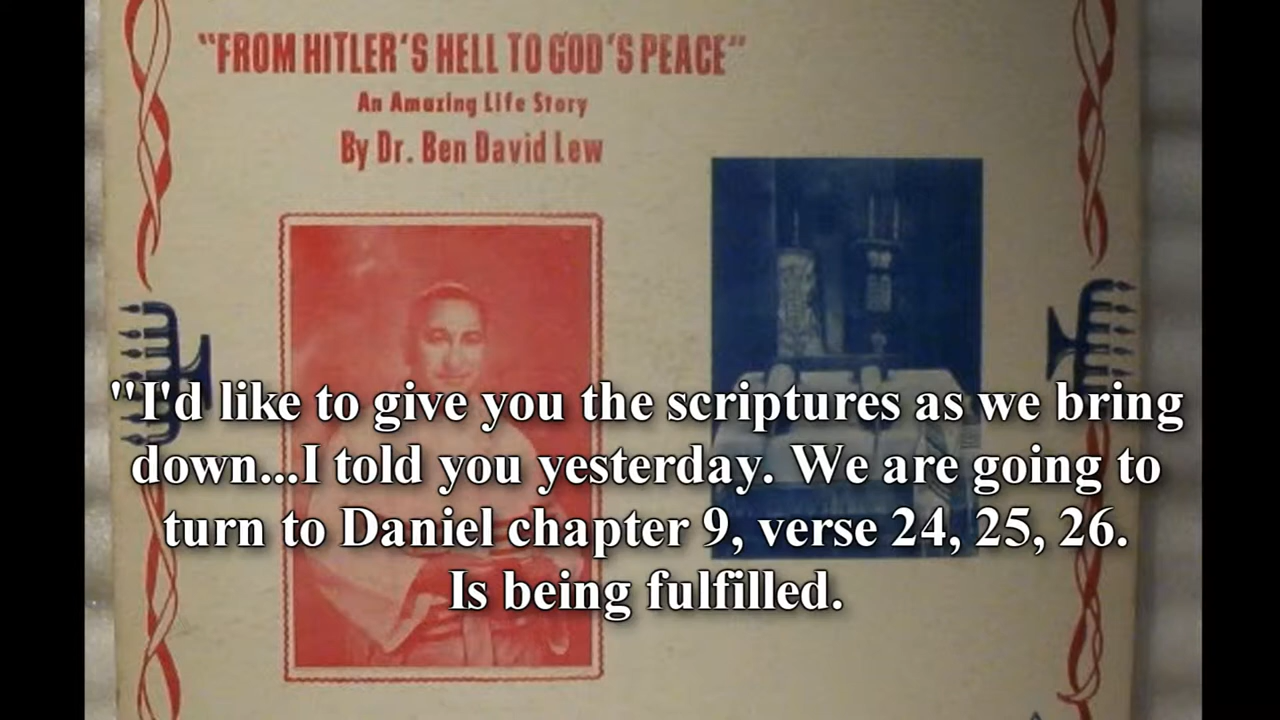 "FROM HITLER'S HELL TO GOD'S PEACE"
An Amazing Life Story
By Dr. Ben David Lew
"I'd like to give you the scriptures as we bring
down...I told you yesterday. We are going to
turn to Daniel chapter 9, verse 24, 25, 26.
Is being fulfilled.